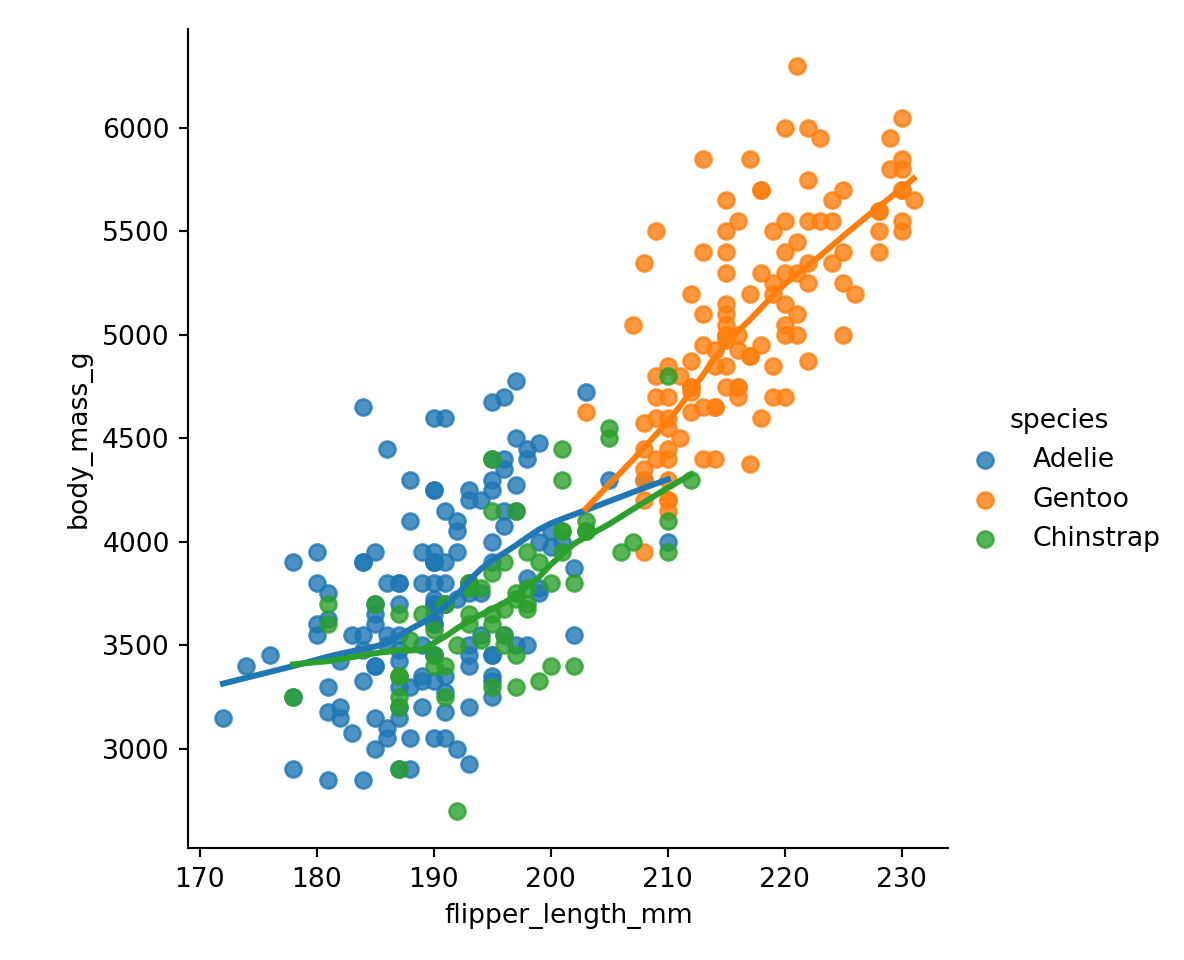 6000
5500
5000
4500
4000
3500
3000
body_mass_g
170 180 190 200 210 220 230
flipper_length_mm
species
Adelie
Gentoo
Chinstrap